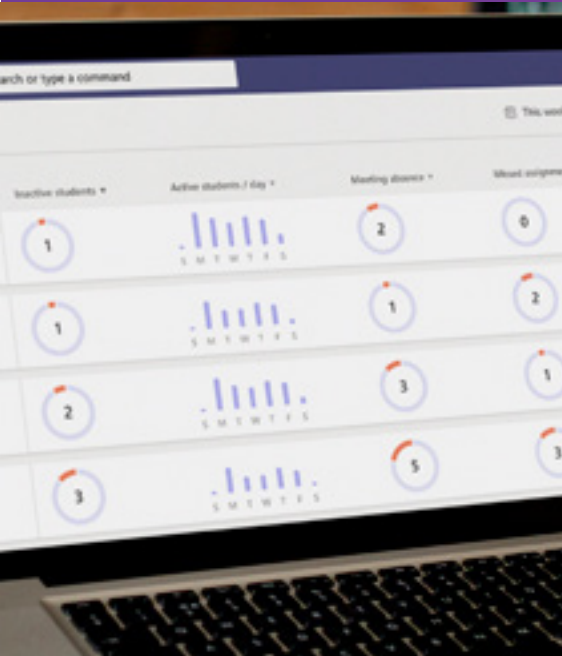 arch or type a command
This wee
Inactive students ▾ Active students / day ▾ Meeting absence ▾ Missed assignme
1 S M T W T F S 2 0
1 S M T W T F S 1 2
2 S M T W T F S 3 1
3 S M T W T F S 5 3